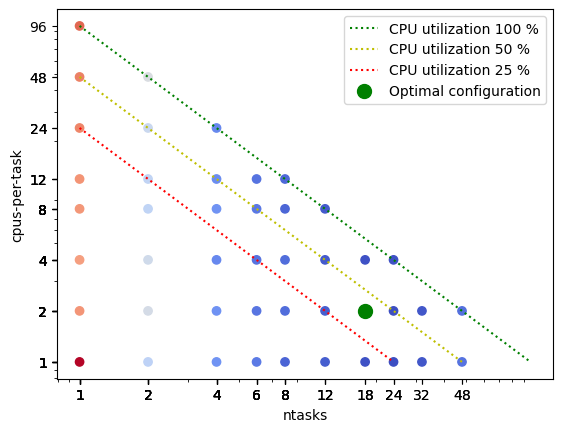 CPU utilization 100 %
CPU utilization 50 %
CPU utilization 25 %
Optimal configuration
96
48
24
12
8
4
2
1
cpus-per-task
1 2 4 6 8 12 18 24 32 48
ntasks